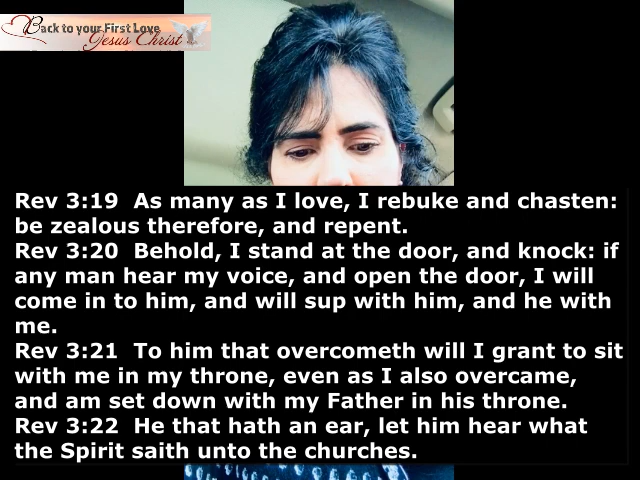 Back to your First Love
Jesus Christ
Rev 3:19  As many as I love, I rebuke and chasten:
be zealous therefore, and repent.
Rev 3:20  Behold, I stand at the door, and knock: if
any man hear my voice, and open the door, I will
come in to him, and will sup with him, and he with
me.
Rev 3:21  To him that overcometh will I grant to sit
with me in my throne, even as I also overcame,
and am set down with my Father in his throne.
Rev 3:22  He that hath an ear, let him hear what
the Spirit saith unto the churches.